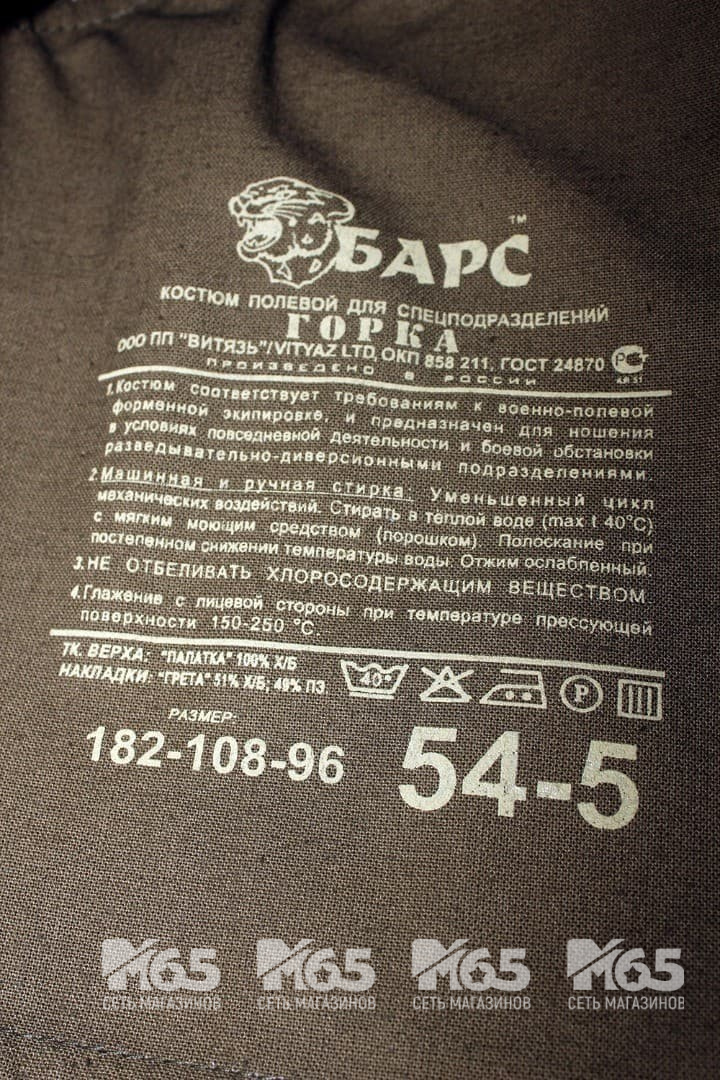 БАРС™
КОСТЮМ ПОЛЕВОЙ ДЛЯ СПЕЦПОДРАЗДЕЛЕНИЙ
ГОРКА
ООО ПП "ВИТЯЗЬ"/VITYAZ LTD, ОКП 858 211, ГОСТ 24870
ПРОИЗВЕДЕНО В РОССИИ
1.Костюм соответствует требованиям к военно-полевой
форменной экипировке, и предназначен для ношения
в условиях повседневной деятельности и боевой обстановки
разведывательно-диверсионными подразделениями.
2.Машинная и ручная стирка. Уменьшенный цикл
механических воздействий. Стирать в тёплой воде (max t 40°C)
с мягким моющим средством (порошком). Полоскание при
постепенном снижении температуры воды. Отжим ослабленный.
3.НЕ ОТБЕЛИВАТЬ ХЛОРОСОДЕРЖАЩИМ ВЕЩЕСТВОМ.
4.Глажение с лицевой стороны при температуре прессующей
поверхности 150-250 °C.
ТК. ВЕРХА: "ПАЛАТКА" 100% Х/Б
НАКЛАДКИ: "ГРЕТА" 51% Х/Б, 49% ПЭ
40° P
РАЗМЕР:
182-108-96 54-5
М65 М65 М65 М65
СЕТЬ МАГАЗИНОВ СЕТЬ МАГАЗИНОВ СЕТЬ МАГАЗИНОВ СЕТЬ МАГАЗИНОВ